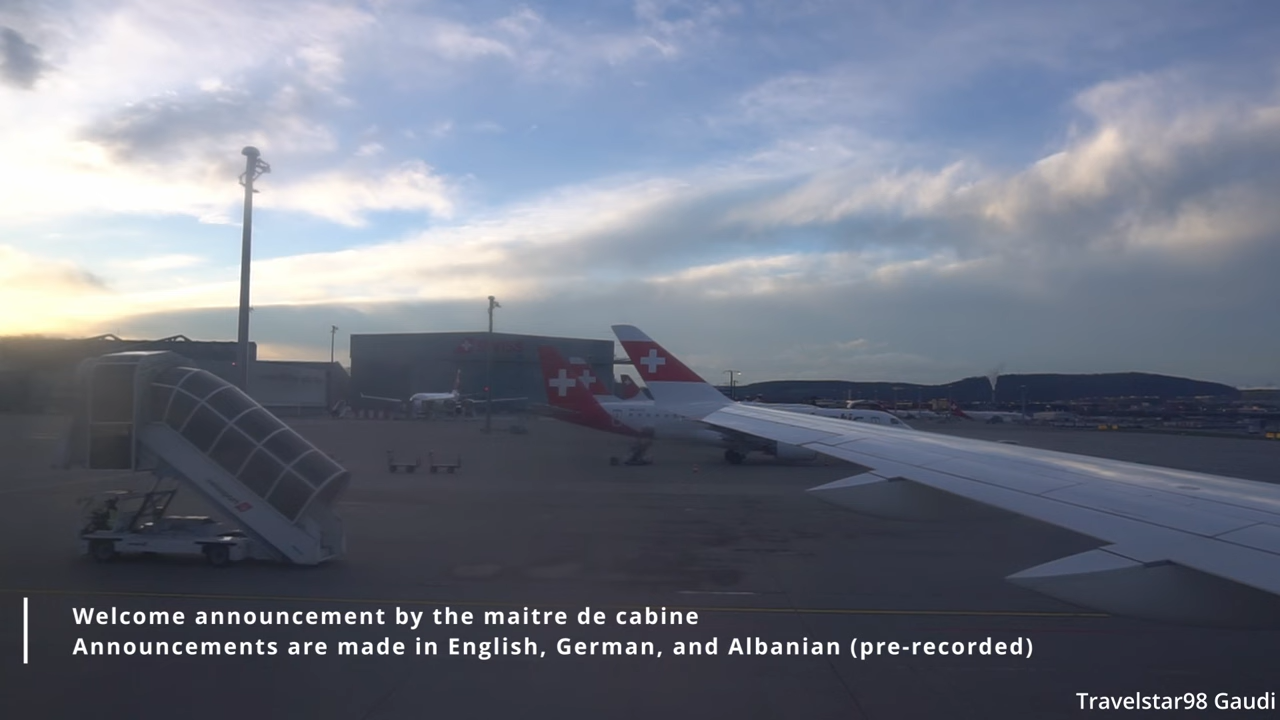 Welcome announcement by the maitre de cabine
Announcements are made in English, German, and Albanian (pre-recorded)
Travelstar98 Gaudi